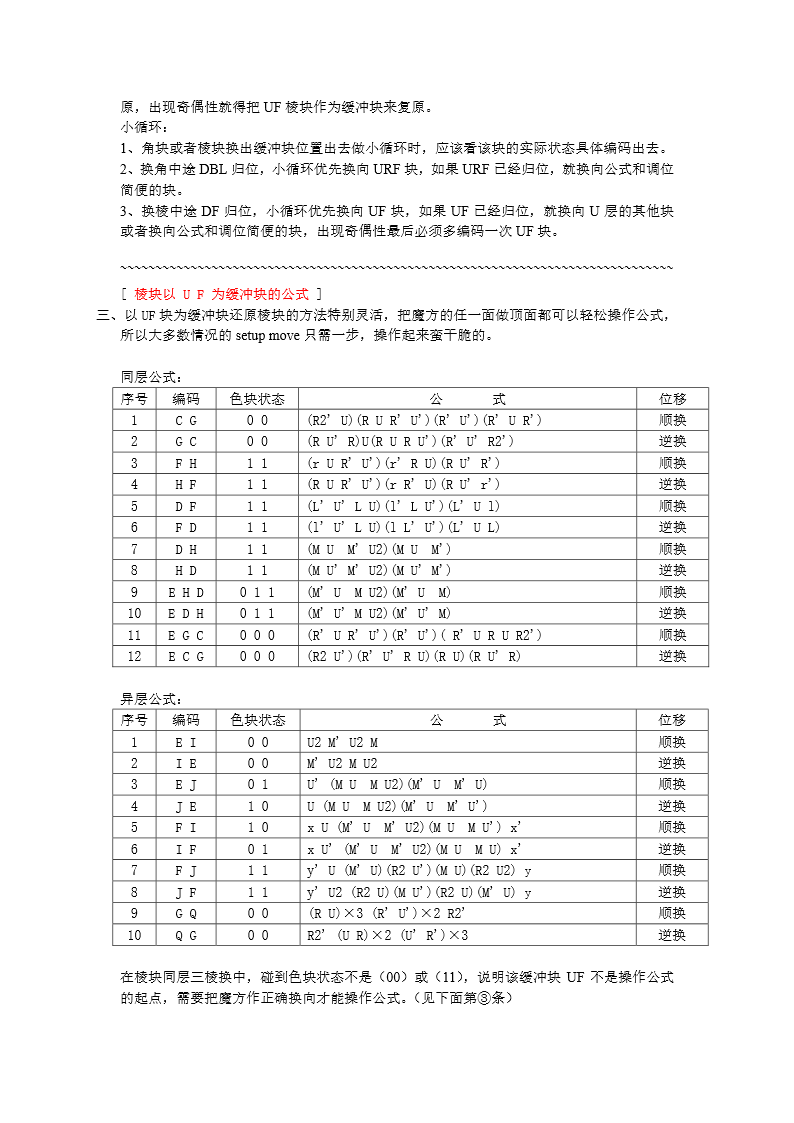 原，出现奇偶性就得把 UF 棱块作为缓冲块来复原。
小循环：
1、角块或者棱块换出缓冲块位置出去做小循环时，应该看该块的实际状态具体编码出去。
2、换角中途 DBL 归位，小循环优先换向 URF 块，如果 URF 已经归位，就换向公式和调位
简便的块。
3、换棱中途 DF 归位，小循环优先换向 UF 块，如果 UF 已经归位，就换向 U 层的其他块
或者换向公式和调位简便的块，出现奇偶性最后必须多编码一次 UF 块。
~~~~~~~~~~~~~~~~~~~~~~~~~~~~~~~~~~~~~~~~~~~~~~~~~~~~~~~~~~~~~~~~~~~~~~~~~~~~~~~
[ 棱块以 U F 为缓冲块的公式 ]
三、以 UF 块为缓冲块还原棱块的方法特别灵活，把魔方的任一面做顶面都可以轻松操作公式，
所以大多数情况的 setup move 只需一步，操作起来蛮干脆的。
同层公式：
序号 编码 色块状态 公 式 位移
1 C G 0 0 (R2' U)(R U R' U')(R' U')(R' U R') 顺换
2 G C 0 0 (R U' R)U(R U R U')(R' U' R2') 逆换
3 F H 1 1 (r U R' U')(r' R U)(R U' R') 顺换
4 H F 1 1 (R U R' U')(r R' U)(R U' r') 逆换
5 D F 1 1 (L' U' L U)(l' L U')(L' U l) 顺换
6 F D 1 1 (l' U' L U)(l L' U')(L' U L) 逆换
7 D H 1 1 (M U M' U2)(M U M') 顺换
8 H D 1 1 (M U' M' U2)(M U' M') 逆换
9 E H D 0 1 1 (M' U M U2)(M' U M) 顺换
10 E D H 0 1 1 (M' U' M U2)(M' U' M) 逆换
11 E G C 0 0 0 (R' U R' U')(R' U')( R' U R U R2') 顺换
12 E C G 0 0 0 (R2 U')(R' U' R U)(R U)(R U' R) 逆换
异层公式：
序号 编码 色块状态 公 式 位移
1 E I 0 0 U2 M' U2 M 顺换
2 I E 0 0 M' U2 M U2 逆换
3 E J 0 1 U' (M U M U2)(M' U M' U) 顺换
4 J E 1 0 U (M U M U2)(M' U M' U') 逆换
5 F I 1 0 x U (M' U M' U2)(M U M U') x' 顺换
6 I F 0 1 x U' (M' U M' U2)(M U M U) x' 逆换
7 F J 1 1 y' U (M' U)(R2 U')(M U)(R2 U2) y 顺换
8 J F 1 1 y' U2 (R2 U)(M U')(R2 U)(M' U) y 逆换
9 G Q 0 0 (R U)×3 (R' U')×2 R2' 顺换
10 Q G 0 0 R2' (U R)×2 (U' R')×3 逆换
在棱块同层三棱换中，碰到色块状态不是（00）或（11），说明该缓冲块 UF 不是操作公式
的起点，需要把魔方作正确换向才能操作公式。（见下面第③条）